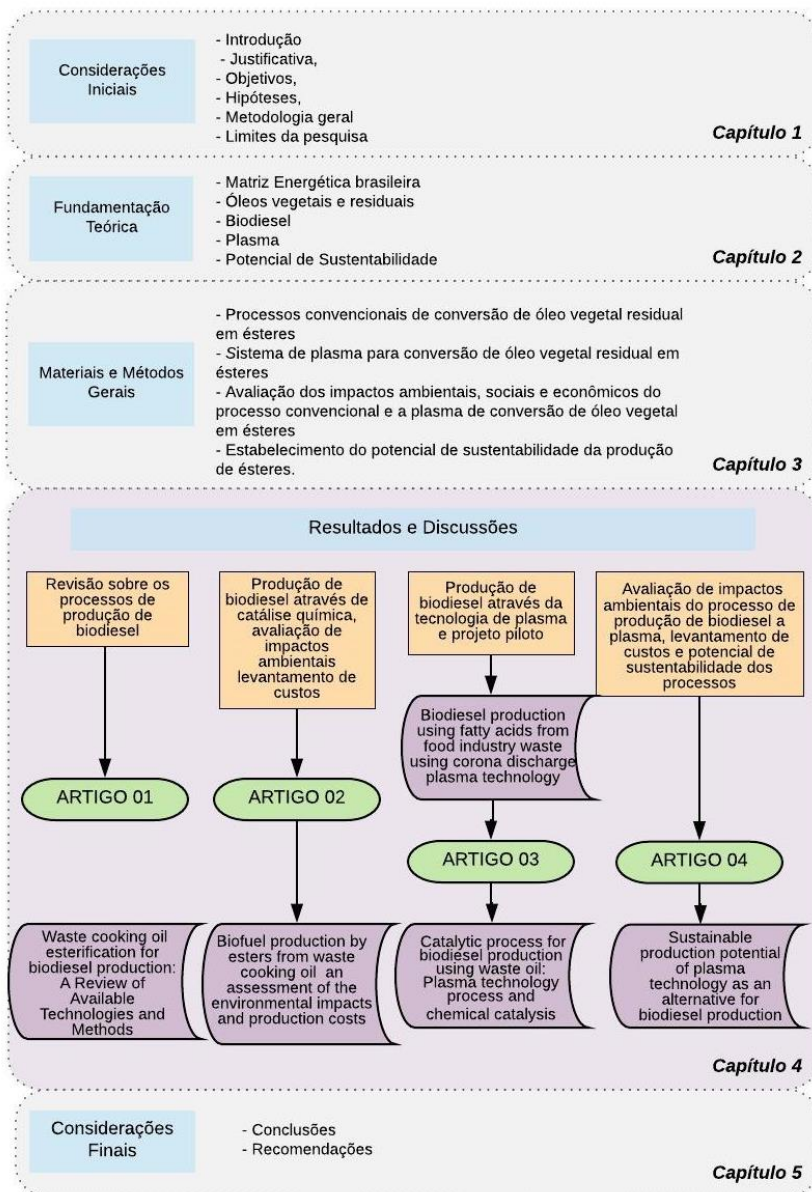 Considerações
Iniciais
- Introdução
- Justificativa,
- Objetivos,
- Hipóteses,
- Metodologia geral
- Limites da pesquisa
Capítulo 1
Fundamentação
Teórica
- Matriz Energética brasileira
- Óleos vegetais e residuais
- Biodiesel
- Plasma
- Potencial de Sustentabilidade
Capítulo 2
Materiais e Métodos
Gerais
- Processos convencionais de conversão de óleo vegetal residual
em ésteres
- Sistema de plasma para conversão de óleo vegetal residual em
ésteres
- Avaliação dos impactos ambientais, sociais e econômicos do
processo convencional e a plasma de conversão de óleo vegetal
em ésteres
- Estabelecimento do potencial de sustentabilidade da produção
de ésteres.
Capítulo 3
Resultados e Discussões
Revisão sobre os
processos de
produção de
biodiesel
Produção de
biodiesel através de
catálise química,
avaliação de
impactos
ambientais
levantamento de
custos
Produção de
biodiesel através da
tecnologia de plasma
e projeto piloto
Avaliação de impactos
ambientais do processo de
produção de biodiesel a
plasma, levantamento de
custos e potencial de
sustentabilidade dos
processos
Biodiesel production
using fatty acids from
food industry waste
using corona discharge
plasma technology
ARTIGO 01
ARTIGO 02
ARTIGO 03
ARTIGO 04
Waste cooking oil
esterification for
biodiesel production:
A Review of
Available
Technologies and
Methods
Biofuel production by
esters from waste
cooking oil an
assessment of the
environmental impacts
and production costs
Catalytic process for
biodiesel production
using waste oil:
Plasma technology
process and
chemical catalysis
Sustainable
production potential
of plasma
technology as an
alternative for
biodiesel production
Capítulo 4
Considerações
Finais
- Conclusões
- Recomendações
Capítulo 5